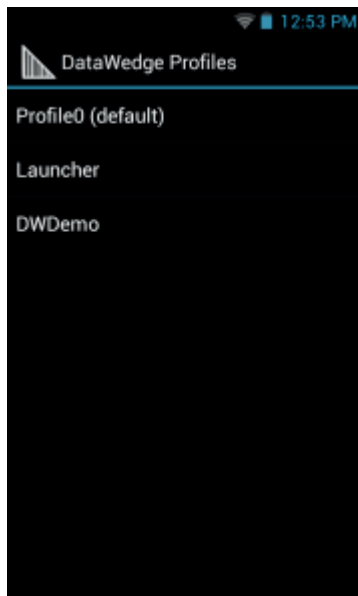 12:53 PM
DataWedge Profiles
Profile0 (default)
Launcher
DWDemo